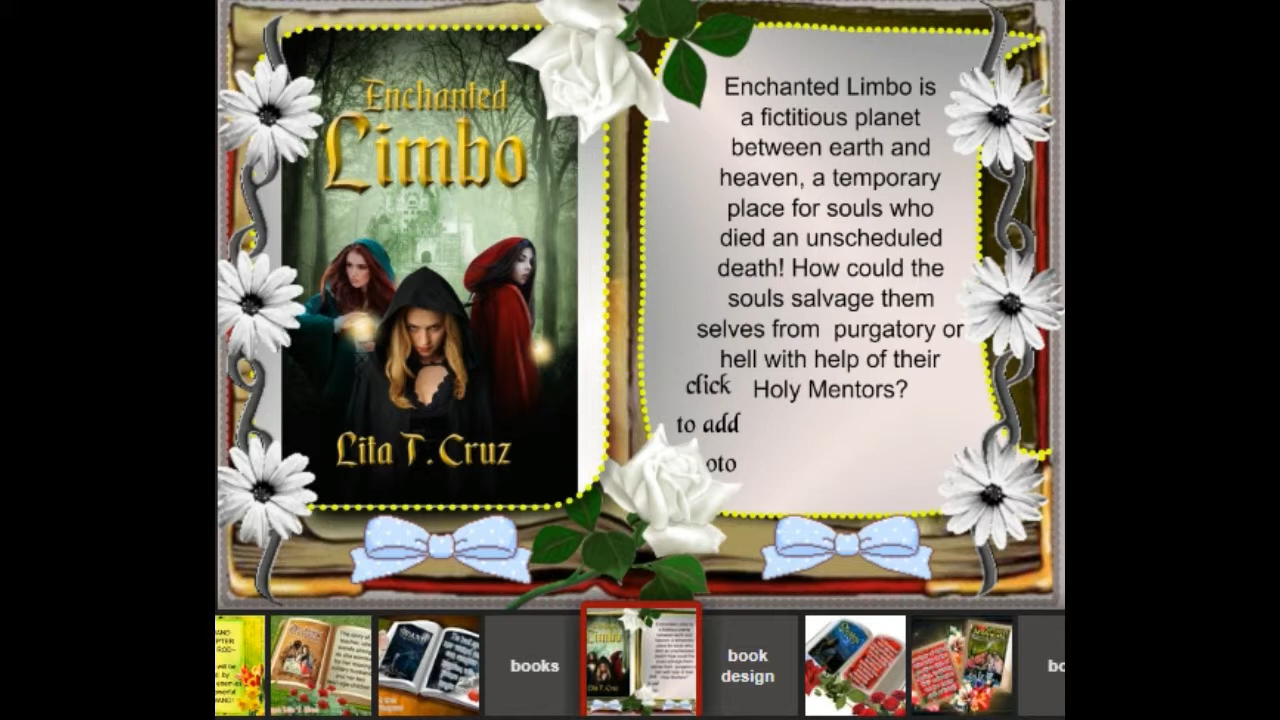 Enchanted
Limbo
Lita T. Cruz
Enchanted Limbo is
a fictitious planet
between earth and
heaven, a temporary
place for souls who
died an unscheduled
death! How could the
souls salvage them
selves from purgatory or
hell with help of their
Holy Mentors?
click
to add
oto
books
book
design